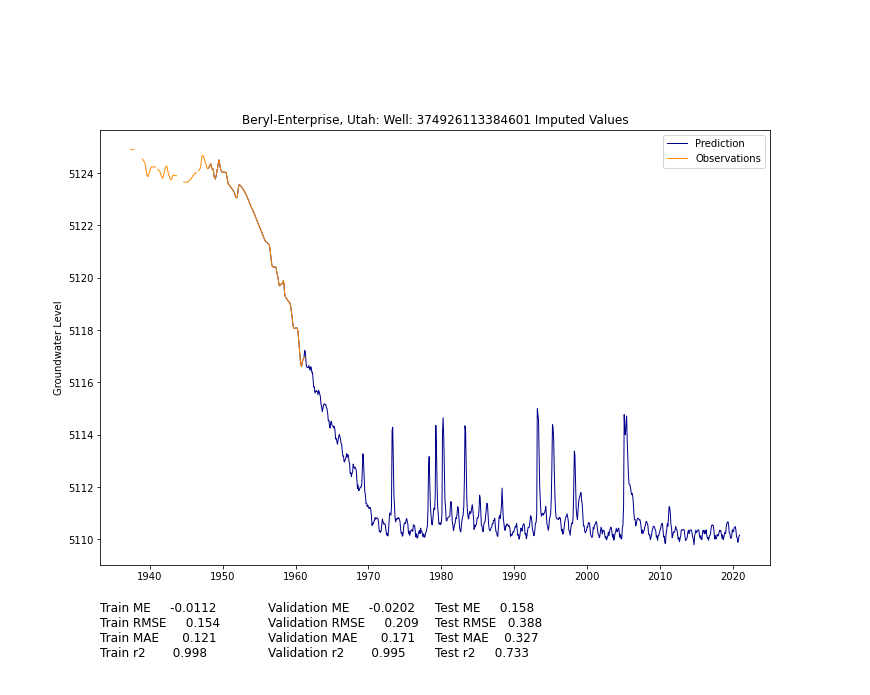 Beryl-Enterprise, Utah: Well: 374926113384601 Imputed Values
Prediction
Observations
Groundwater Level
5124
5122
5120
5118
5116
5114
5112
5110
1940 1950 1960 1970 1980 1990 2000 2010 2020
Train ME -0.0112 Validation ME -0.0202 Test ME 0.158
Train RMSE 0.154 Validation RMSE 0.209 Test RMSE 0.388
Train MAE 0.121 Validation MAE 0.171 Test MAE 0.327
Train r2 0.998 Validation r2 0.995 Test r2 0.733